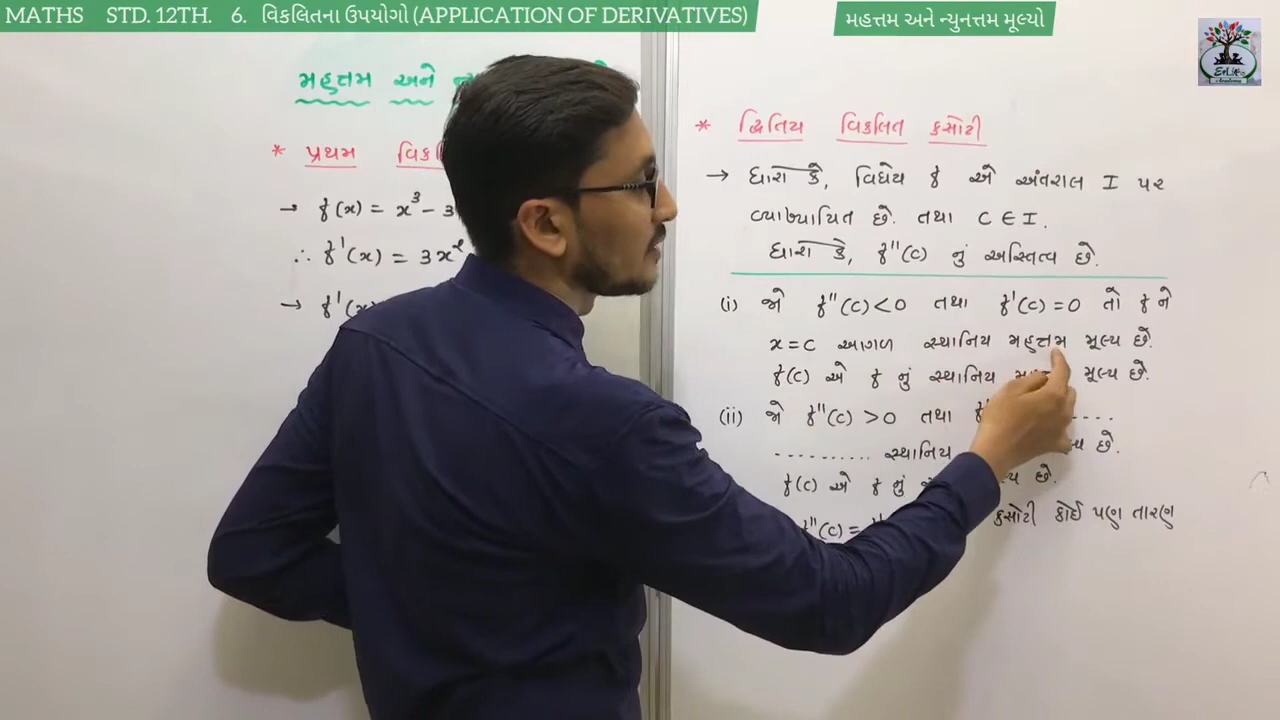 MATHS STD. 12TH. 6. વિકલિતના ઉપયોગો (APPLICATION OF DERIVATIVES)
મહત્તમ અને ન્યુનત્તમ મૂલ્યો
મહત્તમ અને
* પ્રથમ
→ f(x) = x³ - 3
∴ f'(x) = 3x²
→
* દ્વિતિય વિકલિત કસોટી
→ ધારો કે, વિધેય f એ અંતરાલ I પર
વ્યાખ્યાયિત છે. તથા C ∈ I.
ધારો કે, f''(c) નું અસ્તિત્વ છે.
(i) જો f''(c) < 0 તથા f'(c) = 0 તો f ને
x = c આગળ સ્થાનિય મહત્તમ મૂલ્ય છે.
f(c) એ f નું સ્થાનિય મૂલ્ય છે.
(ii) જો f''(c) > 0 તથા ....
.......... સ્થાનિય છે.
f(c) એ f નું છે.
f''(c) = કસોટી કોઈ પણ તારણ